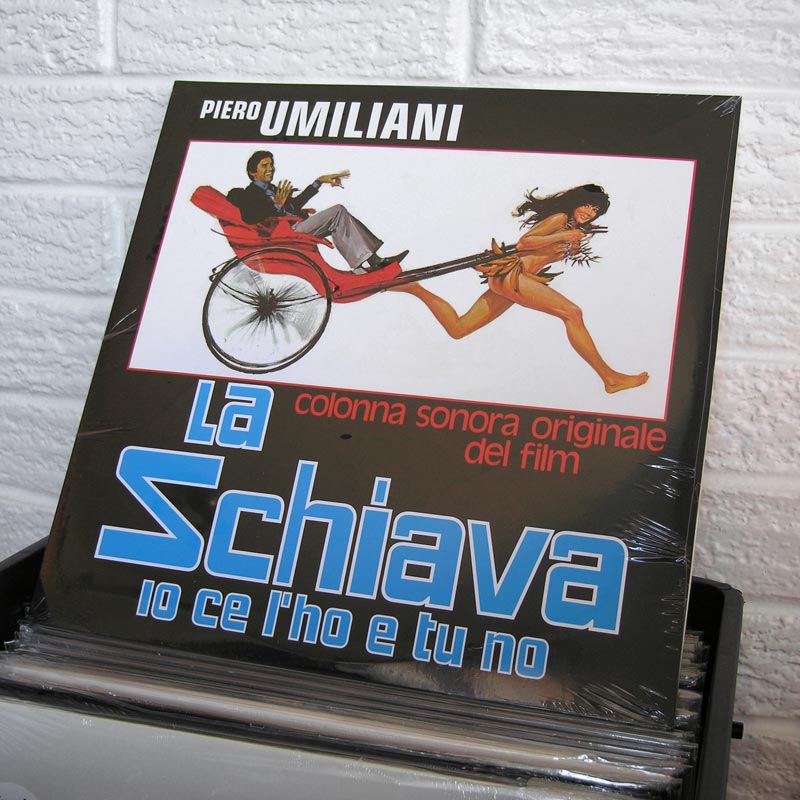 PIERO UMILIANI
La
colonna sonora originale
del film
Schiava
IO ce l'ho e tu no